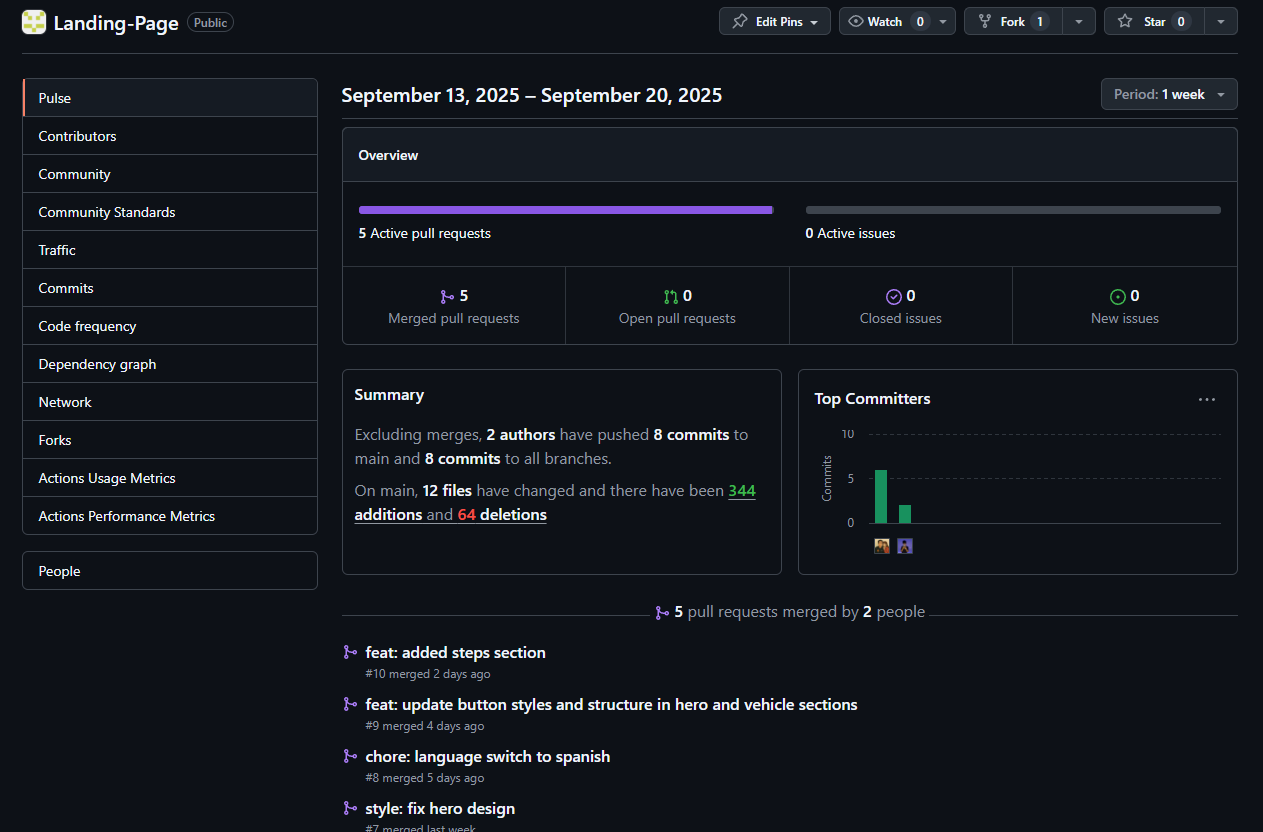 Landing-Page Public
Edit Pins Watch 0 Fork 1 Star 0
Pulse
Contributors
Community
Community Standards
Traffic
Commits
Code frequency
Dependency graph
Network
Forks
Actions Usage Metrics
Actions Performance Metrics
People
September 13, 2025 – September 20, 2025
Period: 1 week
Overview
5 Active pull requests
0 Active issues
5
Merged pull requests
0
Open pull requests
0
Closed issues
0
New issues
Summary
Excluding merges, 2 authors have pushed 8 commits to
main and 8 commits to all branches.
On main, 12 files have changed and there have been 344
additions and 64 deletions
Top Committers
10
5
0
Commits
5 pull requests merged by 2 people
feat: added steps section
#10 merged 2 days ago
feat: update button styles and structure in hero and vehicle sections
#9 merged 4 days ago
chore: language switch to spanish
#8 merged 5 days ago
style: fix hero design
#7 merged last week